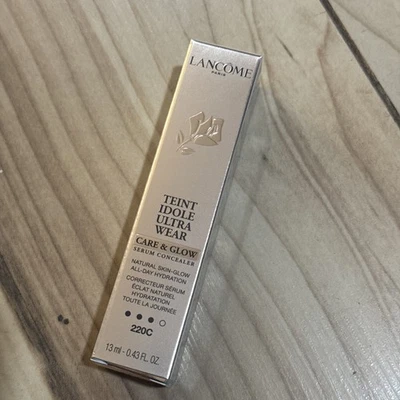 LANCÔME
PARIS
TEINT
IDOLE
ULTRA
WEAR
CARE & GLOW
SERUM CONCEALER
NATURAL SKIN-GLOW
ALL-DAY HYDRATION
CORRECTEUR SÉRUM
ÉCLAT NATUREL
HYDRATATION
TOUTE LA JOURNÉE
220C
13 ml - 0.43 FL. OZ.